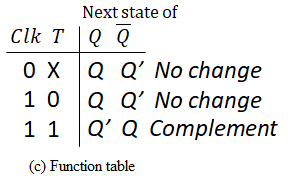 Next state of
Clk T Q Q̅
0 X Q Q’ No change
1 0 Q Q’ No change
1 1 Q’ Q Complement
(c) Function table